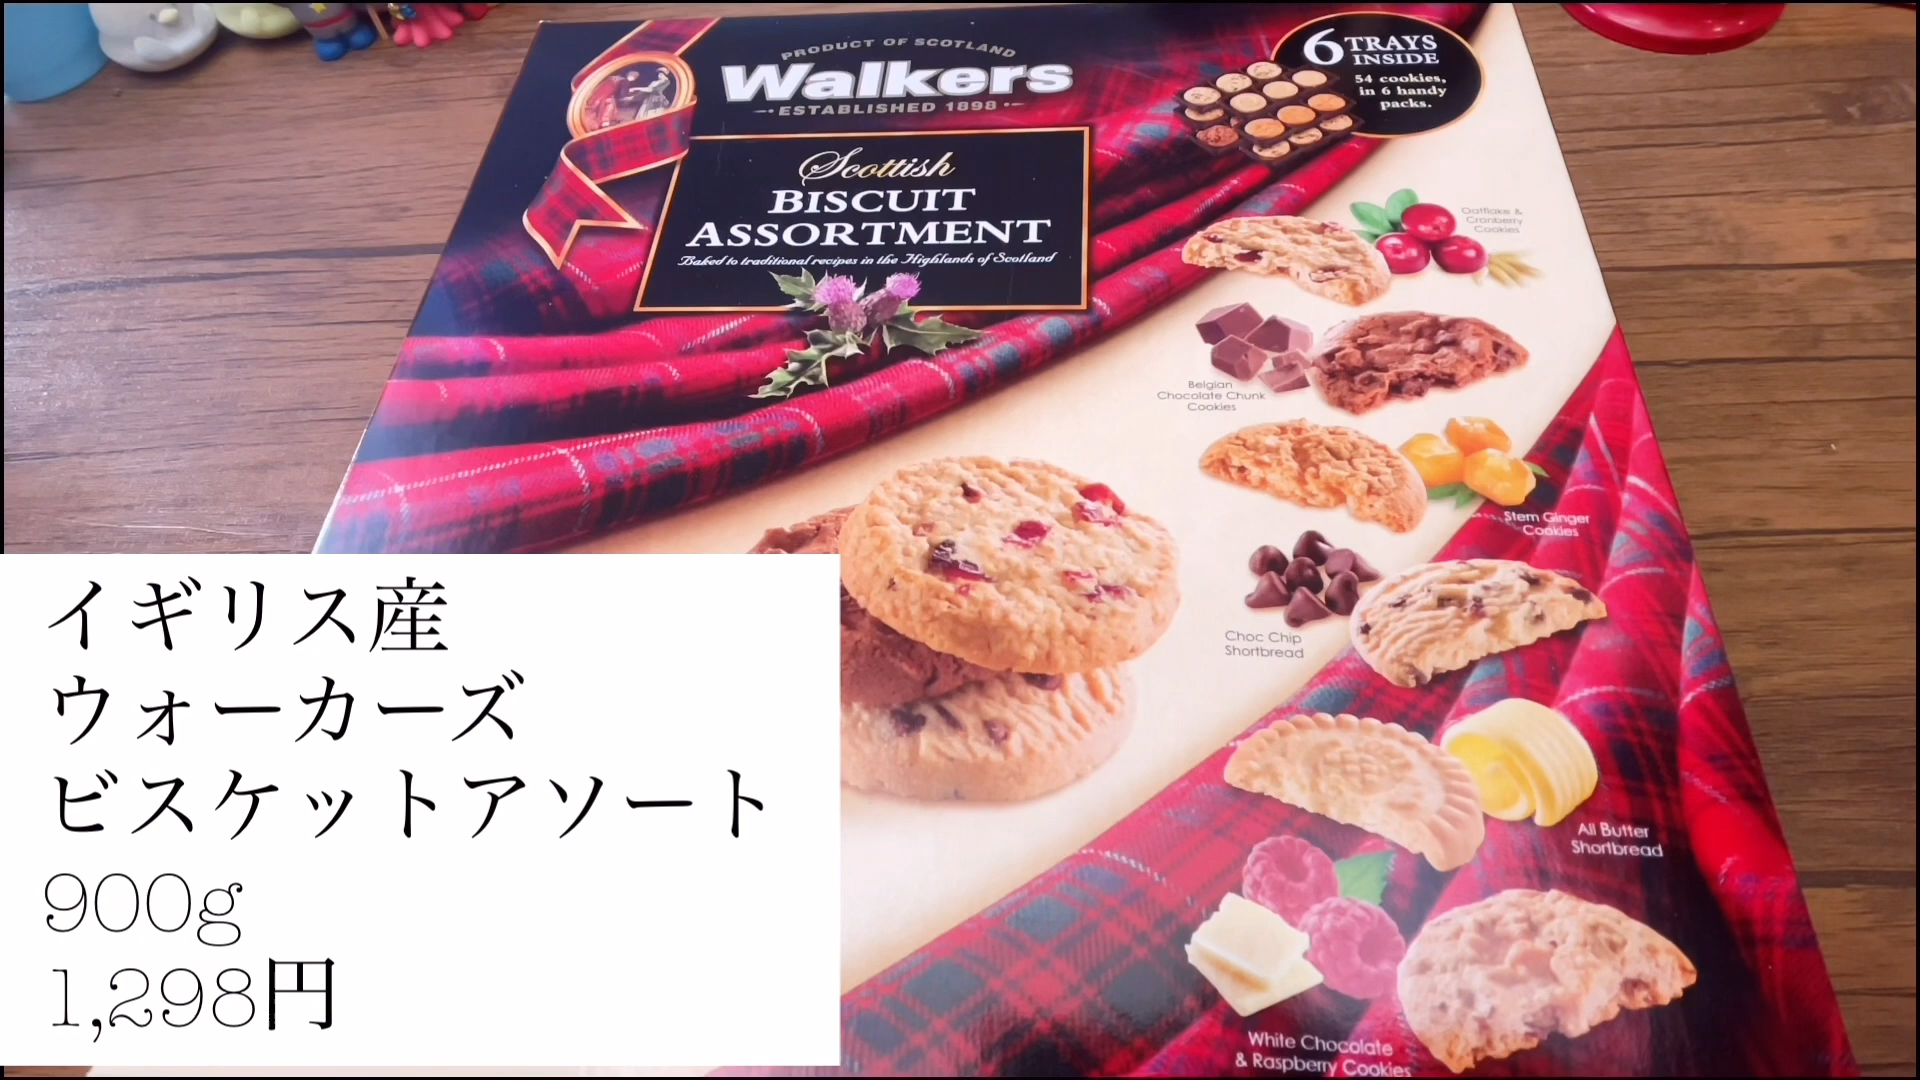 PRODUCT OF SCOTLAND
Walkers
ESTABLISHED 1898
Scottish
BISCUIT
ASSORTMENT
Baked to traditional recipes in the Highlands of Scotland
6 TRAYS
INSIDE
54 cookies,
in 6 handy
packs.
Oatflake &
Cranberry
Cookies
Belgian
Chocolate Chunk
Cookies
Stem Ginger
Cookies
Choc Chip
Shortbread
All Butter
Shortbread
White Chocolate
& Raspberry Cookies
イギリス産
ウォーカーズ
ビスケットアソート
900g
1,298円